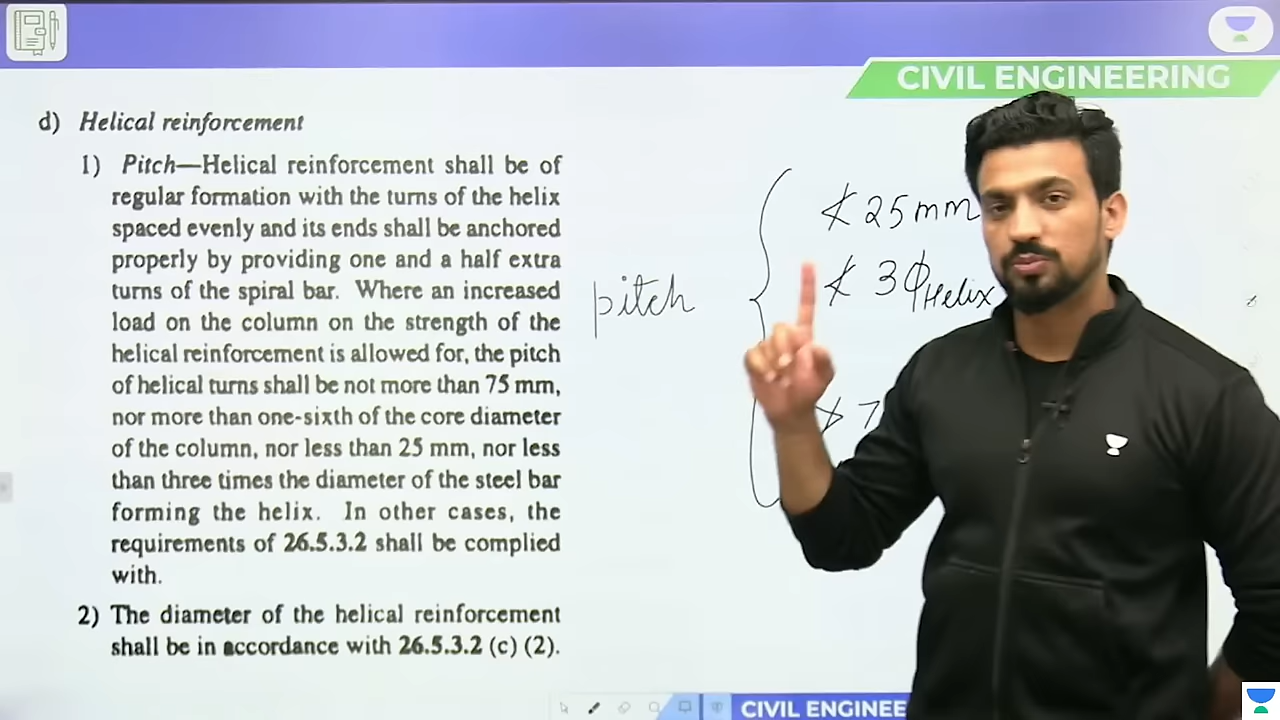 CIVIL ENGINEERING
d) Helical reinforcement
1) Pitch—Helical reinforcement shall be of
regular formation with the turns of the helix
spaced evenly and its ends shall be anchored
properly by providing one and a half extra
turns of the spiral bar. Where an increased
load on the column on the strength of the
helical reinforcement is allowed for, the pitch
of helical turns shall be not more than 75 mm,
nor more than one-sixth of the core diameter
of the column, nor less than 25 mm, nor less
than three times the diameter of the steel bar
forming the helix. In other cases, the
requirements of 26.5.3.2 shall be complied
with.
2) The diameter of the helical reinforcement
shall be in accordance with 26.5.3.2 (c) (2).
pitch
≮ 25mm
≮ 3ϕHelix
≯ 7
CIVIL ENGINEE